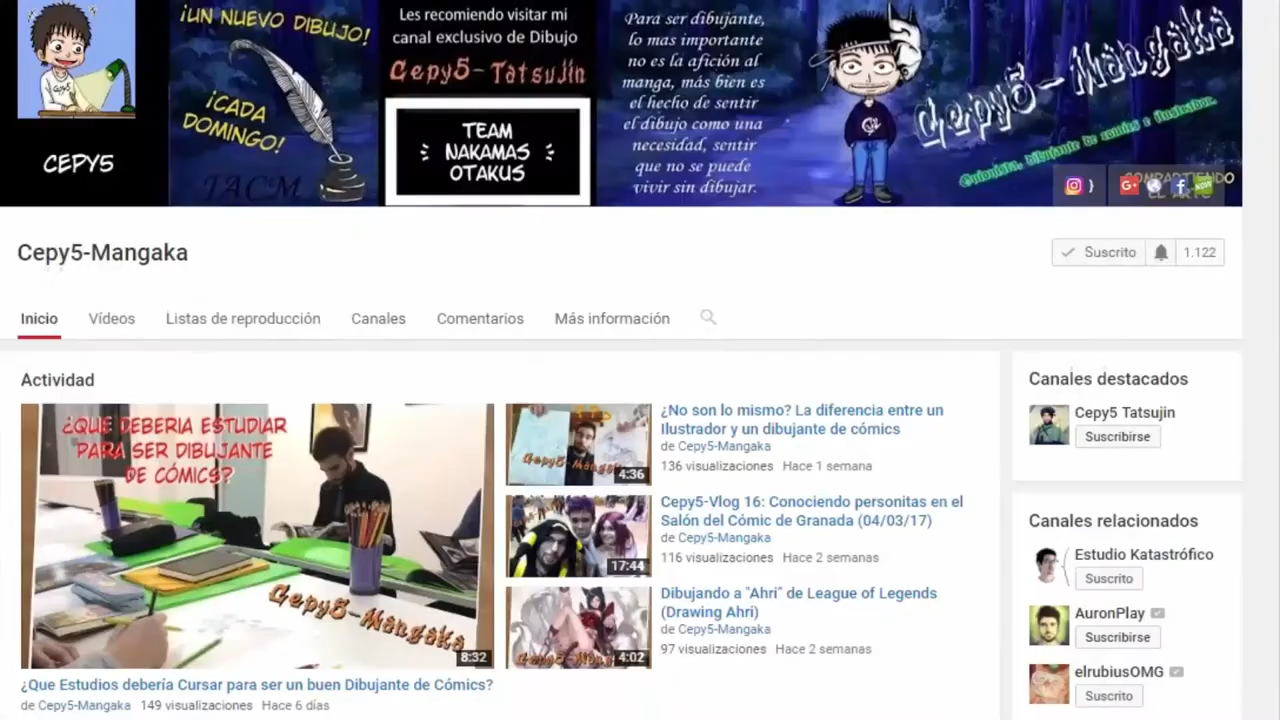 ¡UN NUEVO DIBUJO!
¡CADA
DOMINGO!
JACM
CEPY5
Les recomiendo visitar mi
canal exclusivo de Dibujo
Cepy5-Tatsujin
TEAM
NAKAMAS
OTAKUS
Para ser dibujante,
lo mas importante
no es la afición al
manga, más bien es
el hecho de sentir
el dibujo como una
necesidad, sentir
que no se puede
vivir sin dibujar.
Cepy5-Mangaka
Guionista, dibujante de comics e ilustrador.
COMPARTIENDO
EL ARTE
Cepy5-Mangaka
Suscrito 1.122
Inicio Vídeos Listas de reproducción Canales Comentarios Más información
Actividad
¿QUE DEBERIA ESTUDIAR
PARA SER DIBUJANTE
DE CÓMICS?
Cepy5-Mangaka
8:32
¿Que Estudios debería Cursar para ser un buen Dibujante de Cómics?
de Cepy5-Mangaka 149 visualizaciones Hace 6 días
4:36
¿No son lo mismo? La diferencia entre un
Ilustrador y un dibujante de cómics
de Cepy5-Mangaka
136 visualizaciones Hace 1 semana
17:44
Cepy5-Vlog 16: Conociendo personitas en el
Salón del Cómic de Granada (04/03/17)
de Cepy5-Mangaka
116 visualizaciones Hace 2 semanas
4:02
Dibujando a "Ahri" de League of Legends
(Drawing Ahri)
de Cepy5-Mangaka
97 visualizaciones Hace 2 semanas
Canales destacados
Cepy5 Tatsujin
Suscribirse
Canales relacionados
Estudio Katastrófico
Suscrito
AuronPlay
Suscribirse
elrubiusOMG
Suscrito